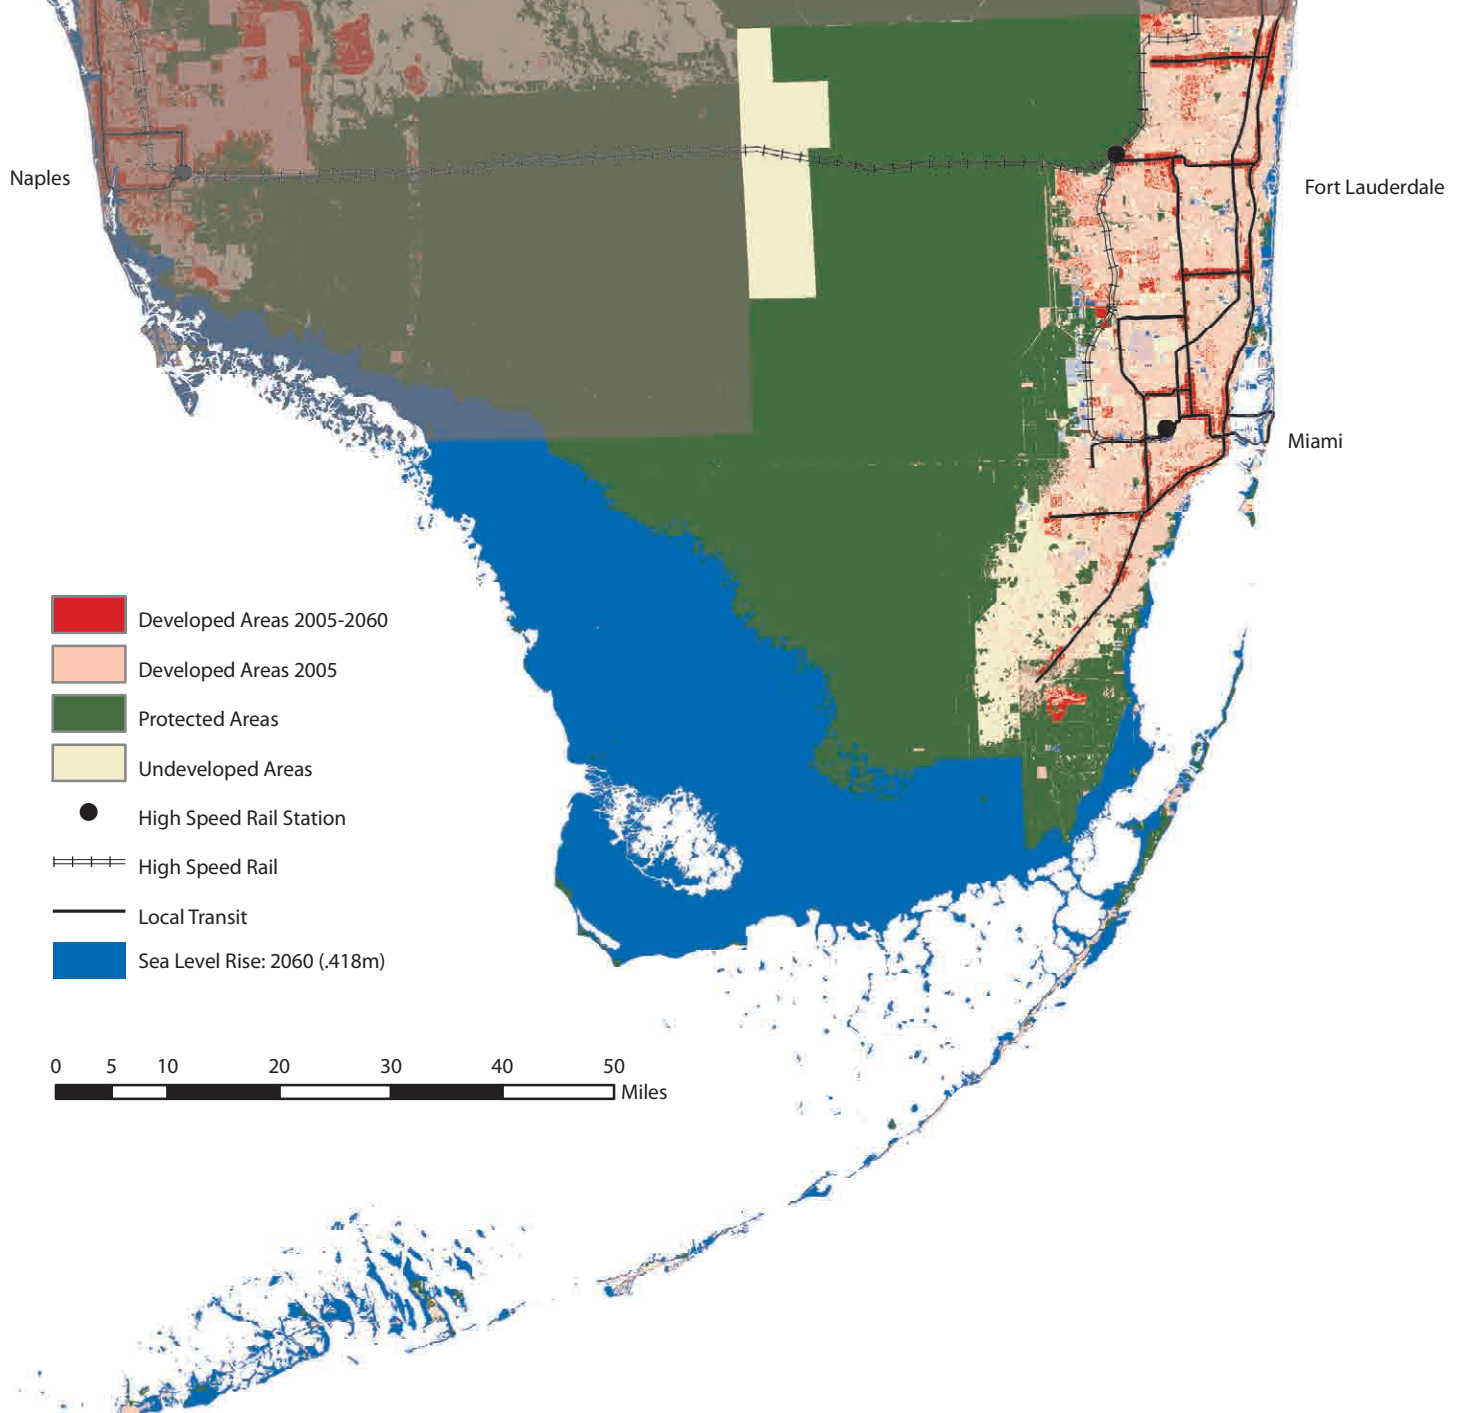 Naples
Fort Lauderdale
Miami
Developed Areas 2005-2060
Developed Areas 2005
Protected Areas
Undeveloped Areas
High Speed Rail Station
High Speed Rail
Local Transit
Sea Level Rise: 2060 (.418m)
0 5 10 20 30 40 50
Miles